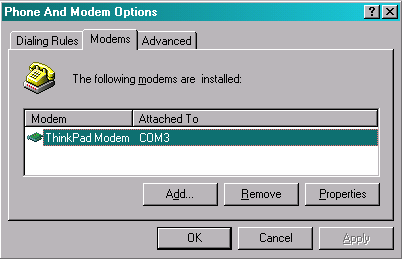 Phone And Modem Options
Dialing Rules Modems Advanced
The following modems are installed:
Modem Attached To
ThinkPad Modem COM3
Add... Remove Properties
OK Cancel Apply